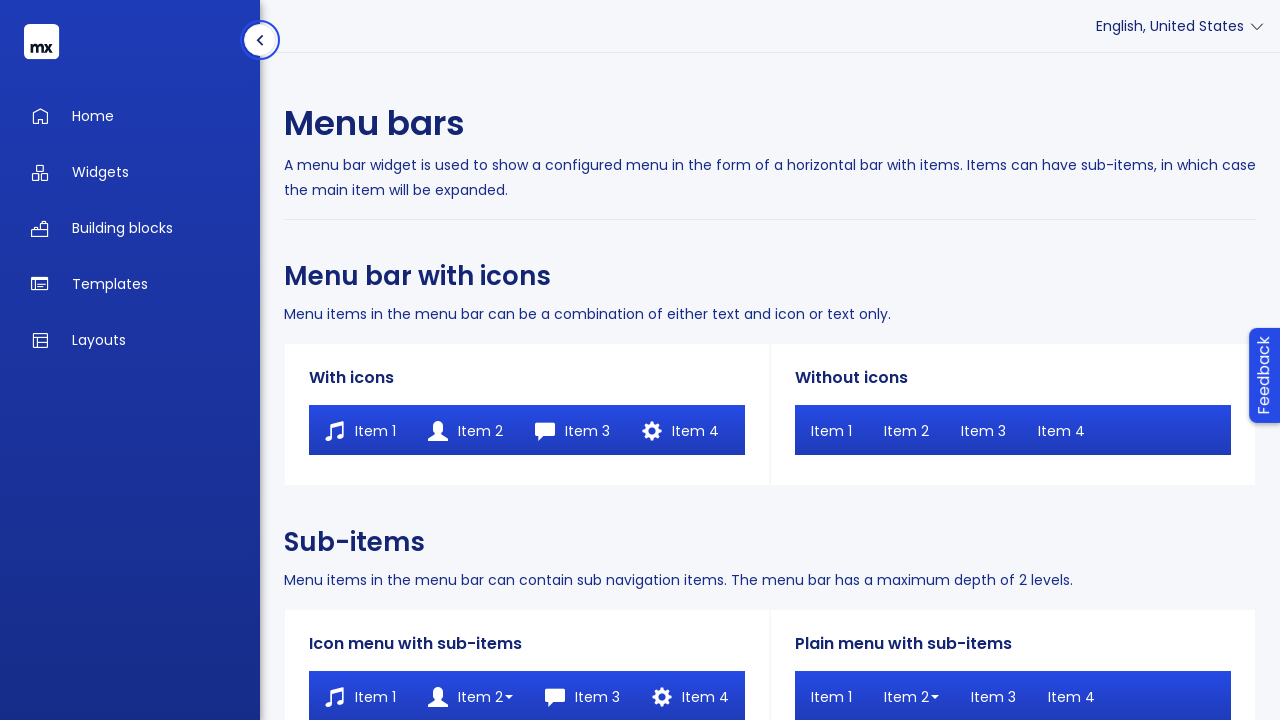 mx
Home
Widgets
Building blocks
Templates
Layouts
English, United States
Menu bars
A menu bar widget is used to show a configured menu in the form of a horizontal bar with items. Items can have sub-items, in which case
the main item will be expanded.
Menu bar with icons
Menu items in the menu bar can be a combination of either text and icon or text only.
With icons
Item 1 Item 2 Item 3 Item 4
Without icons
Item 1 Item 2 Item 3 Item 4
Feedback
Sub-items
Menu items in the menu bar can contain sub navigation items. The menu bar has a maximum depth of 2 levels.
Icon menu with sub-items
Item 1 Item 2 Item 3 Item 4
Plain menu with sub-items
Item 1 Item 2 Item 3 Item 4